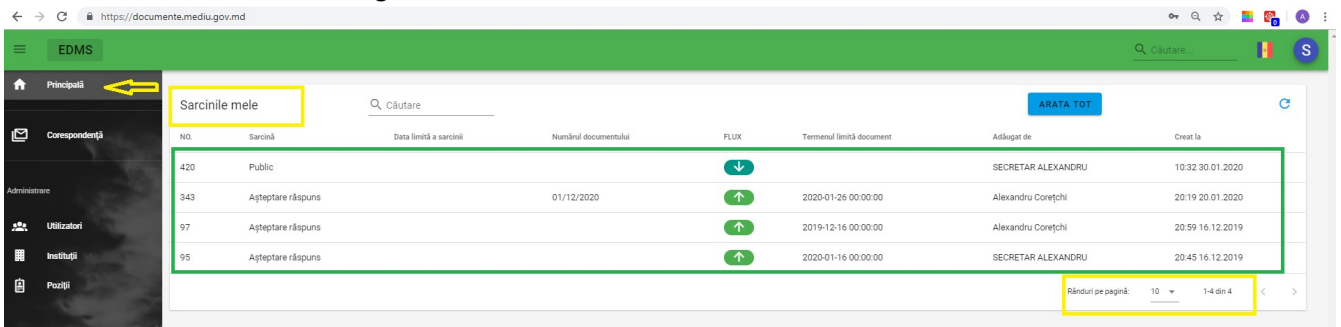 https://documente.mediu.gov.md
0
A
EDMS
Căutare...
S
Principală
Sarcinile mele
Căutare
ARATA TOT
Corespondență
NO. Sarcină Data limită a sarcinii Numărul documentului FLUX Termenul limită document Adăugat de Creat la
420 Public SECRETAR ALEXANDRU 10:32 30.01.2020
Administrare
343 Așteptare răspuns 01/12/2020 2020-01-26 00:00:00 Alexandru Corețchi 20:19 20.01.2020
Utilizatori
97 Așteptare răspuns 2019-12-16 00:00:00 Alexandru Corețchi 20:59 16.12.2019
Instituții
95 Așteptare răspuns 2020-01-16 00:00:00 SECRETAR ALEXANDRU 20:45 16.12.2019
Poziții
Rânduri pe pagină: 10 1-4 din 4